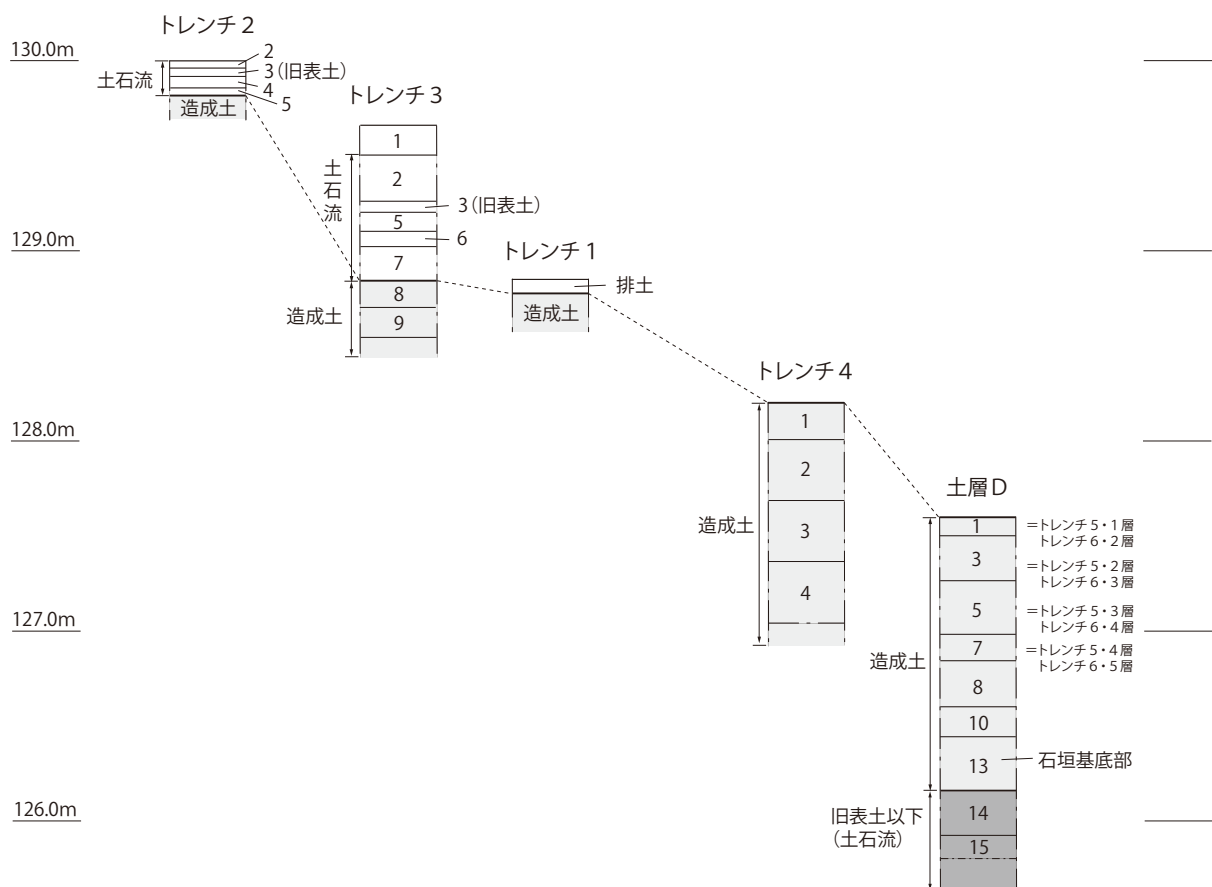 トレンチ2
130.0m
土石流
2
3（旧表土）
4
5
造成土
トレンチ3
1
土石流
2
3（旧表土）
5
6
7
造成土
8
9
129.0m
トレンチ1
排土
造成土
トレンチ4
128.0m
造成土
1
2
3
4
127.0m
土層D
1
＝トレンチ5・1層
トレンチ6・2層
3
＝トレンチ5・2層
トレンチ6・3層
5
＝トレンチ5・3層
トレンチ6・4層
7
＝トレンチ5・4層
トレンチ6・5層
造成土
8
10
13
石垣基底部
126.0m
旧表土以下
（土石流）
14
15